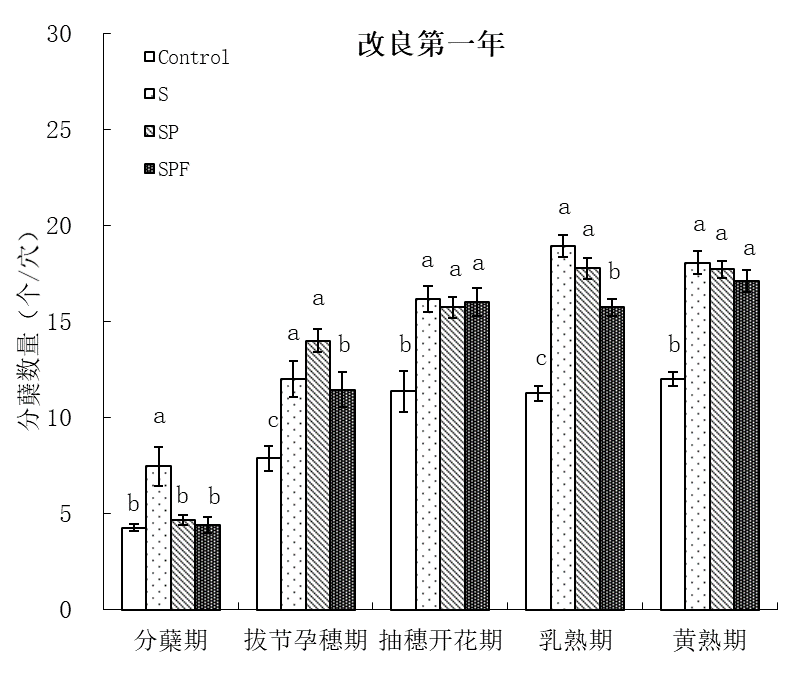 改良第一年
30
25
20
15
10
5
0
分蘖数量（个/穴）
Control
S
SP
SPF
b a b b
c a a b
b a a a
c a a b
b a a a
分蘖期 拔节孕穗期 抽穗开花期 乳熟期 黄熟期